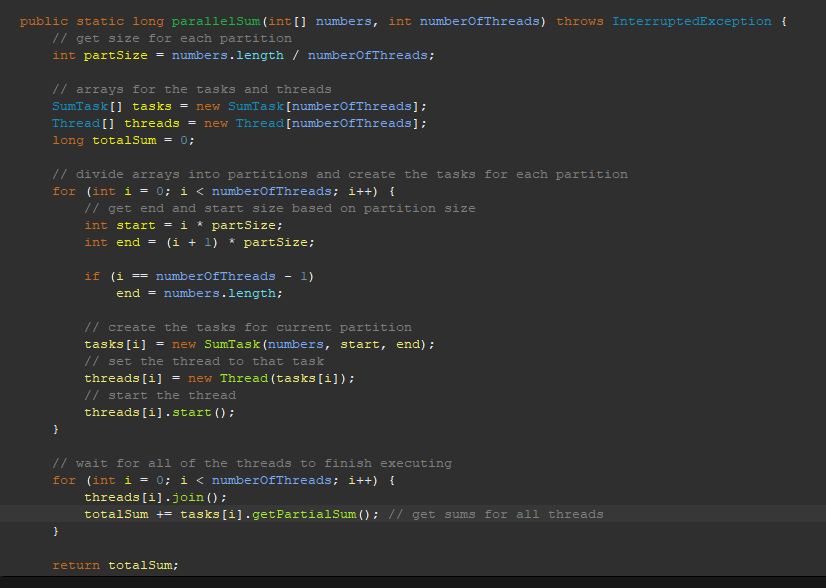 public static long parallelSum(int[] numbers, int numberOfThreads) throws InterruptedException {
// get size for each partition
int partSize = numbers.length / numberOfThreads;
// arrays for the tasks and threads
SumTask[] tasks = new SumTask[numberOfThreads];
Thread[] threads = new Thread[numberOfThreads];
long totalSum = 0;
// divide arrays into partitions and create the tasks for each partition
for (int i = 0; i < numberOfThreads; i++) {
// get end and start size based on partition size
int start = i * partSize;
int end = (i + 1) * partSize;
if (i == numberOfThreads - 1)
end = numbers.length;
// create the tasks for current partition
tasks[i] = new SumTask(numbers, start, end);
// set the thread to that task
threads[i] = new Thread(tasks[i]);
// start the thread
threads[i].start();
}
// wait for all of the threads to finish executing
for (int i = 0; i < numberOfThreads; i++) {
threads[i].join();
totalSum += tasks[i].getPartialSum(); // get sums for all threads
}
return totalSum;